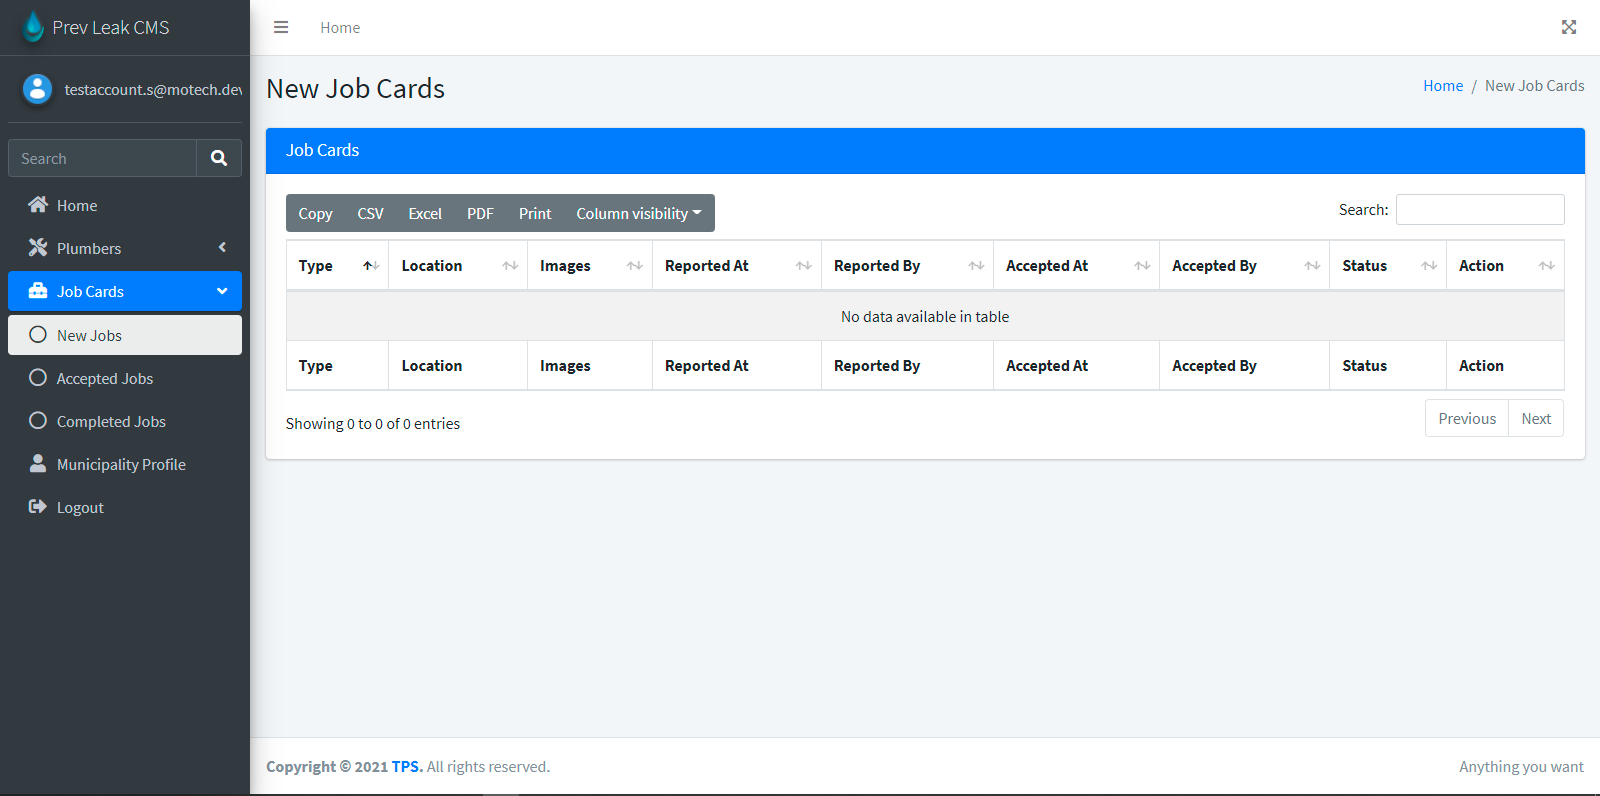 Prev Leak CMS
testaccount.s@motech.dev
Search
Home
Plumbers
Job Cards
New Jobs
Accepted Jobs
Completed Jobs
Municipality Profile
Logout
Home
New Job Cards
Home / New Job Cards
Job Cards
Copy CSV Excel PDF Print Column visibility
Search:
Type Location Images Reported At Reported By Accepted At Accepted By Status Action
No data available in table
Type Location Images Reported At Reported By Accepted At Accepted By Status Action
Showing 0 to 0 of 0 entries
Previous Next
Copyright © 2021 TPS. All rights reserved.
Anything you want